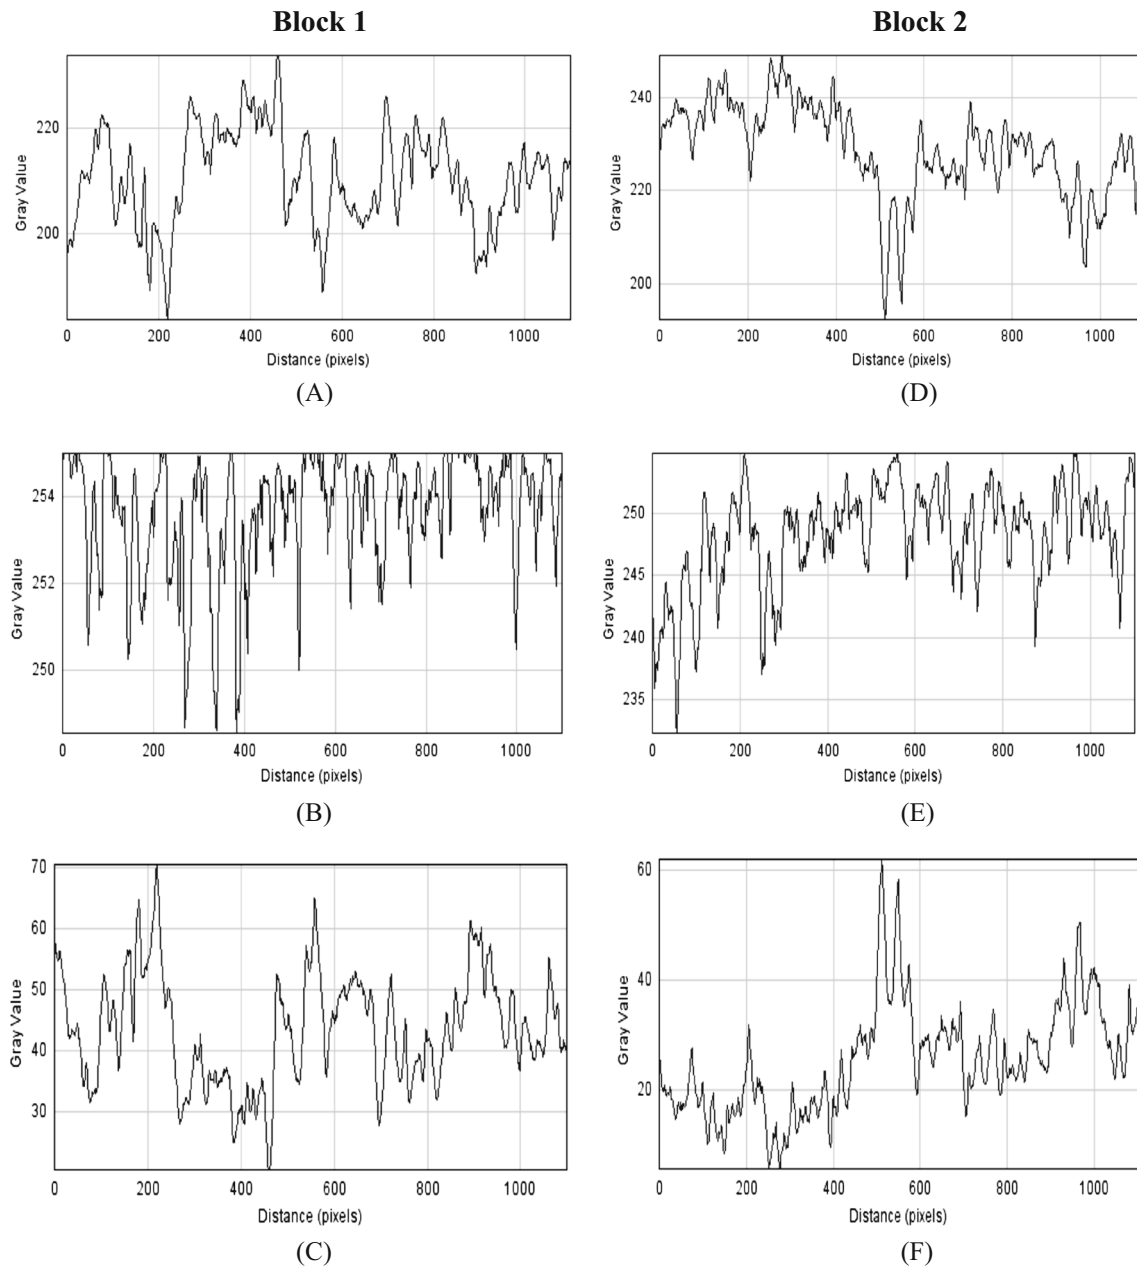 Block 1
Block 2
220
200
Gray Value
0 200 400 600 800 1000
Distance (pixels)
(A)
240
220
200
Gray Value
0 200 400 600 800 1000
Distance (pixels)
(D)
254
252
250
Gray Value
0 200 400 600 800 1000
Distance (pixels)
(B)
250
245
240
235
Gray Value
0 200 400 600 800 1000
Distance (pixels)
(E)
70
60
50
40
30
Gray Value
0 200 400 600 800 1000
Distance (pixels)
(C)
60
40
20
Gray Value
0 200 400 600 800 1000
Distance (pixels)
(F)